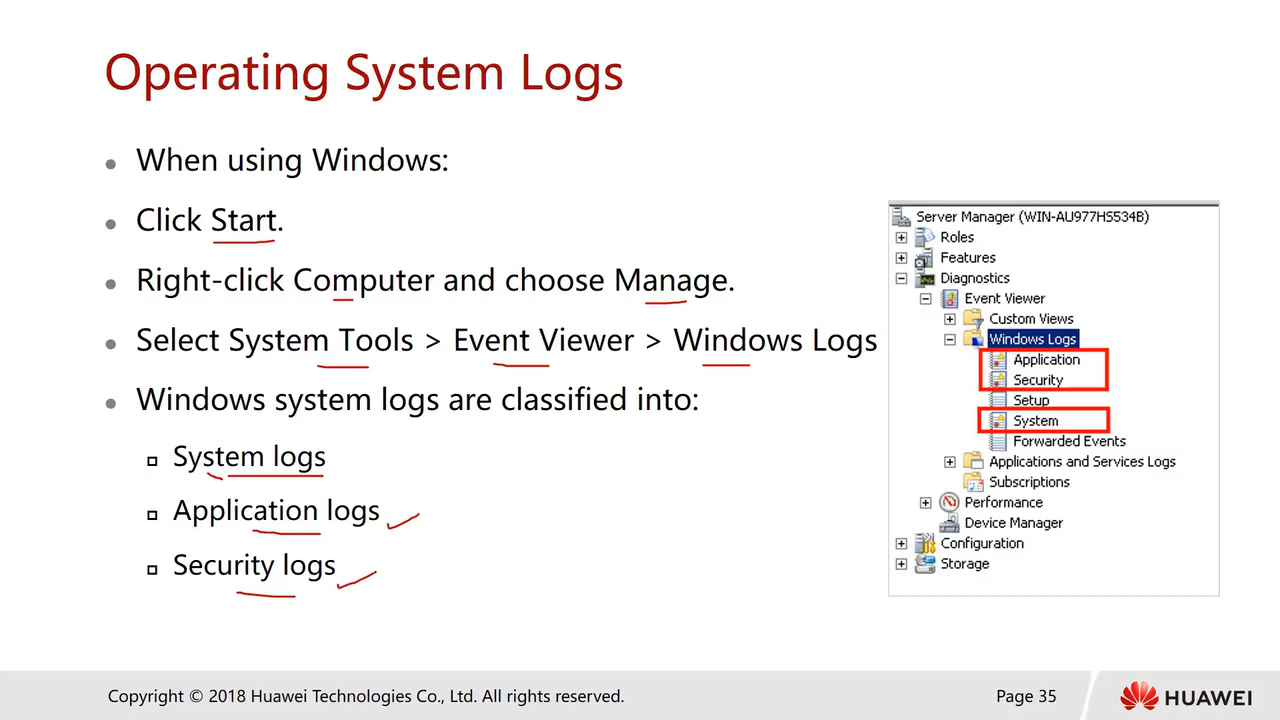 Operating System Logs
When using Windows:
Click Start.
Right-click Computer and choose Manage.
Select System Tools > Event Viewer > Windows Logs
Windows system logs are classified into:
System logs
Application logs
Security logs
Server Manager (WIN-AU977HS534B)
Roles
Features
Diagnostics
Event Viewer
Custom Views
Windows Logs
Application
Security
Setup
System
Forwarded Events
Applications and Services Logs
Subscriptions
Performance
Device Manager
Configuration
Storage
Copyright © 2018 Huawei Technologies Co., Ltd. All rights reserved.
Page 35
HUAWEI